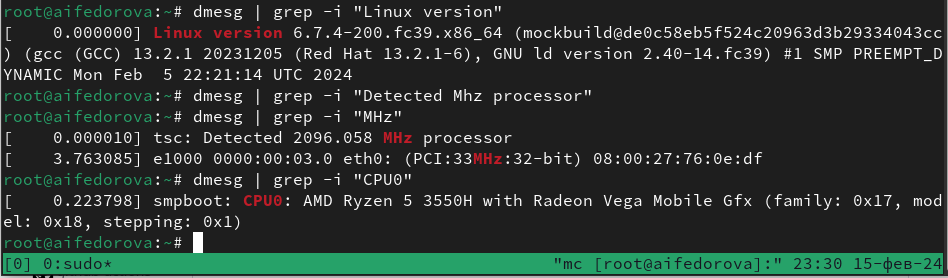 root@aifedorova:~# dmesg | grep -i "Linux version"
[    0.000000] Linux version 6.7.4-200.fc39.x86_64 (mockbuild@de0c58eb5f524c20963d3b29334043cc
) (gcc (GCC) 13.2.1 20231205 (Red Hat 13.2.1-6), GNU ld version 2.40-14.fc39) #1 SMP PREEMPT_D
YNAMIC Mon Feb  5 22:21:14 UTC 2024
root@aifedorova:~# dmesg | grep -i "Detected Mhz processor"
root@aifedorova:~# dmesg | grep -i "MHz"
[    0.000010] tsc: Detected 2096.058 MHz processor
[    3.763085] e1000 0000:00:03.0 eth0: (PCI:33MHz:32-bit) 08:00:27:76:0e:df
root@aifedorova:~# dmesg | grep -i "CPU0"
[    0.223798] smpboot: CPU0: AMD Ryzen 5 3550H with Radeon Vega Mobile Gfx (family: 0x17, mod
el: 0x18, stepping: 0x1)
root@aifedorova:~#
[0] 0:sudo* "mc [root@aifedorova]:" 23:30 15-фев-24